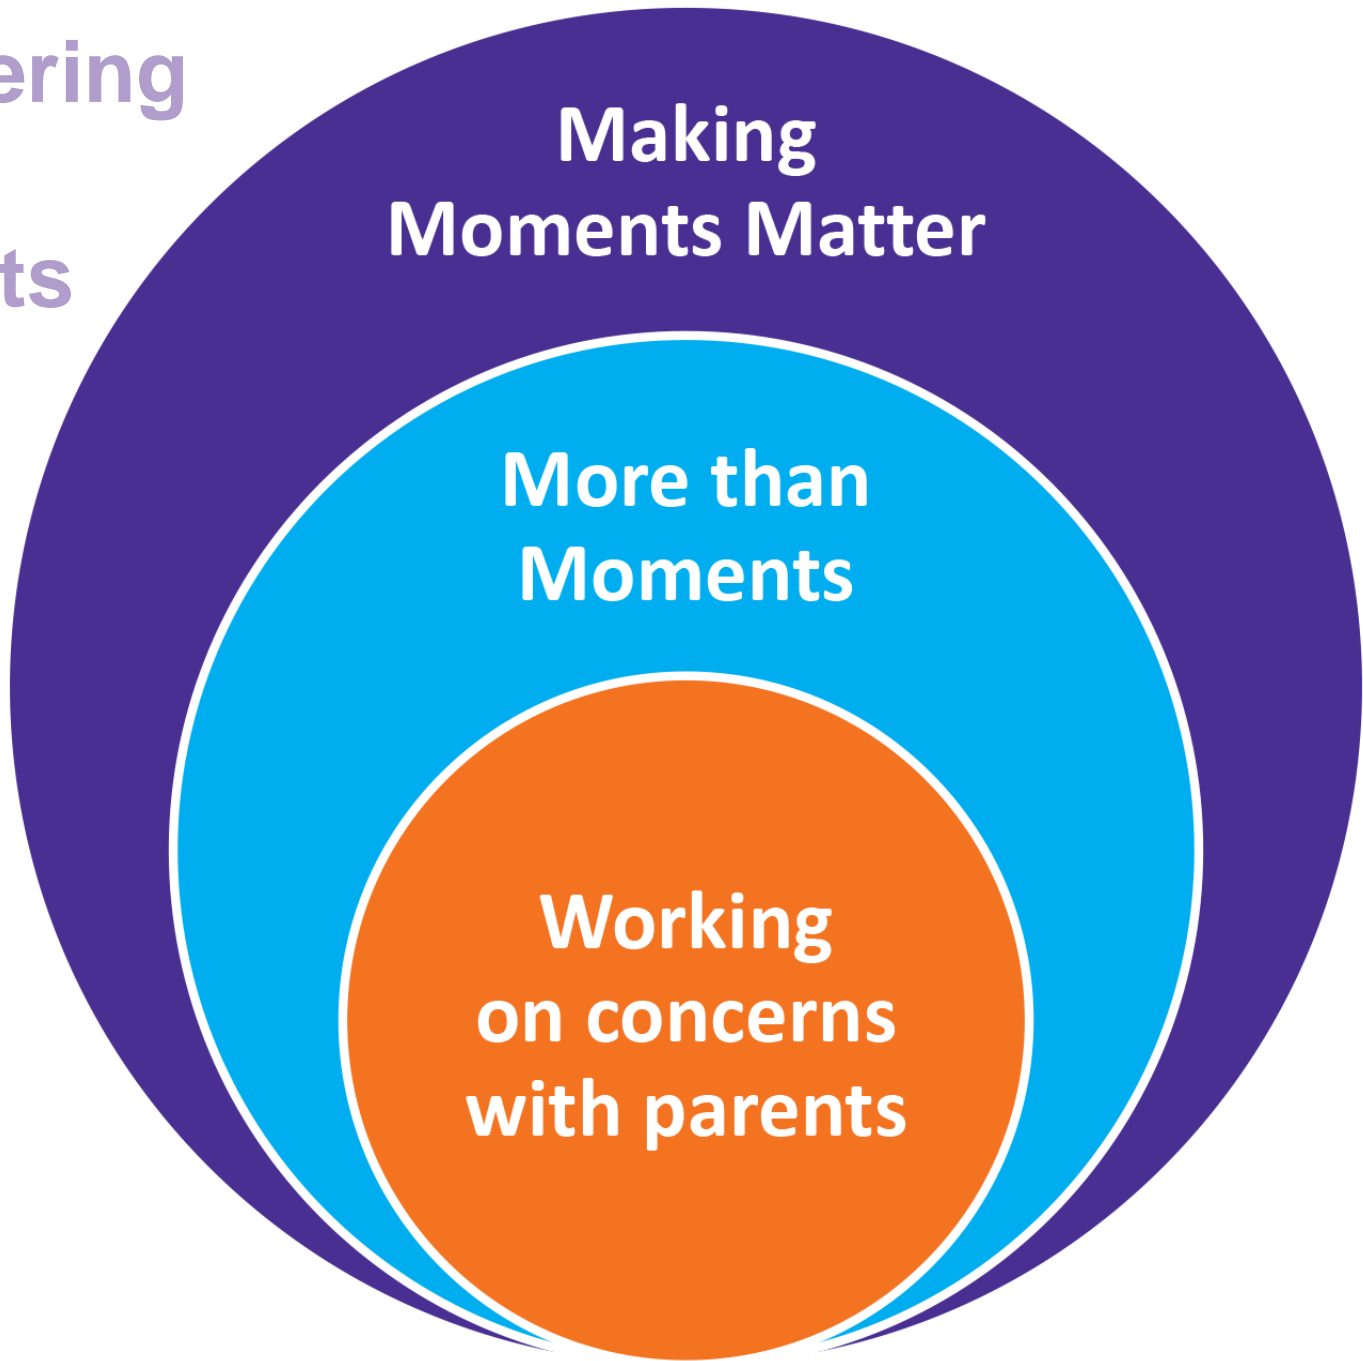 ering
ts
Making
Moments Matter
More than
Moments
Working
on concerns
with parents